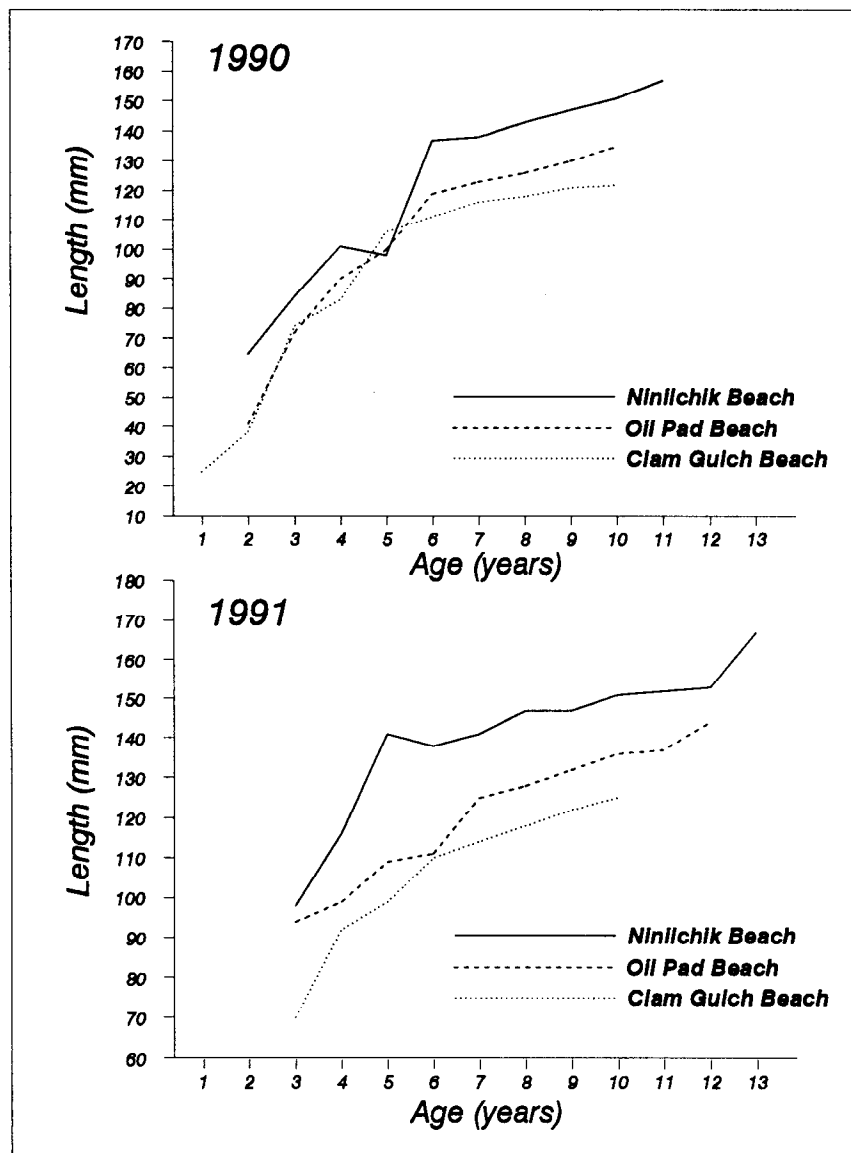 1990
Length (mm)
170
160
150
140
130
120
110
100
90
80
70
60
50
40
30
20
10
Ninilchik Beach
Oil Pad Beach
Clam Gulch Beach
1 2 3 4 5 6 7 8 9 10 11 12 13
Age (years)
1991
Length (mm)
180
170
160
150
140
130
120
110
100
90
80
70
60
Ninilchik Beach
Oil Pad Beach
Clam Gulch Beach
1 2 3 4 5 6 7 8 9 10 11 12 13
Age (years)